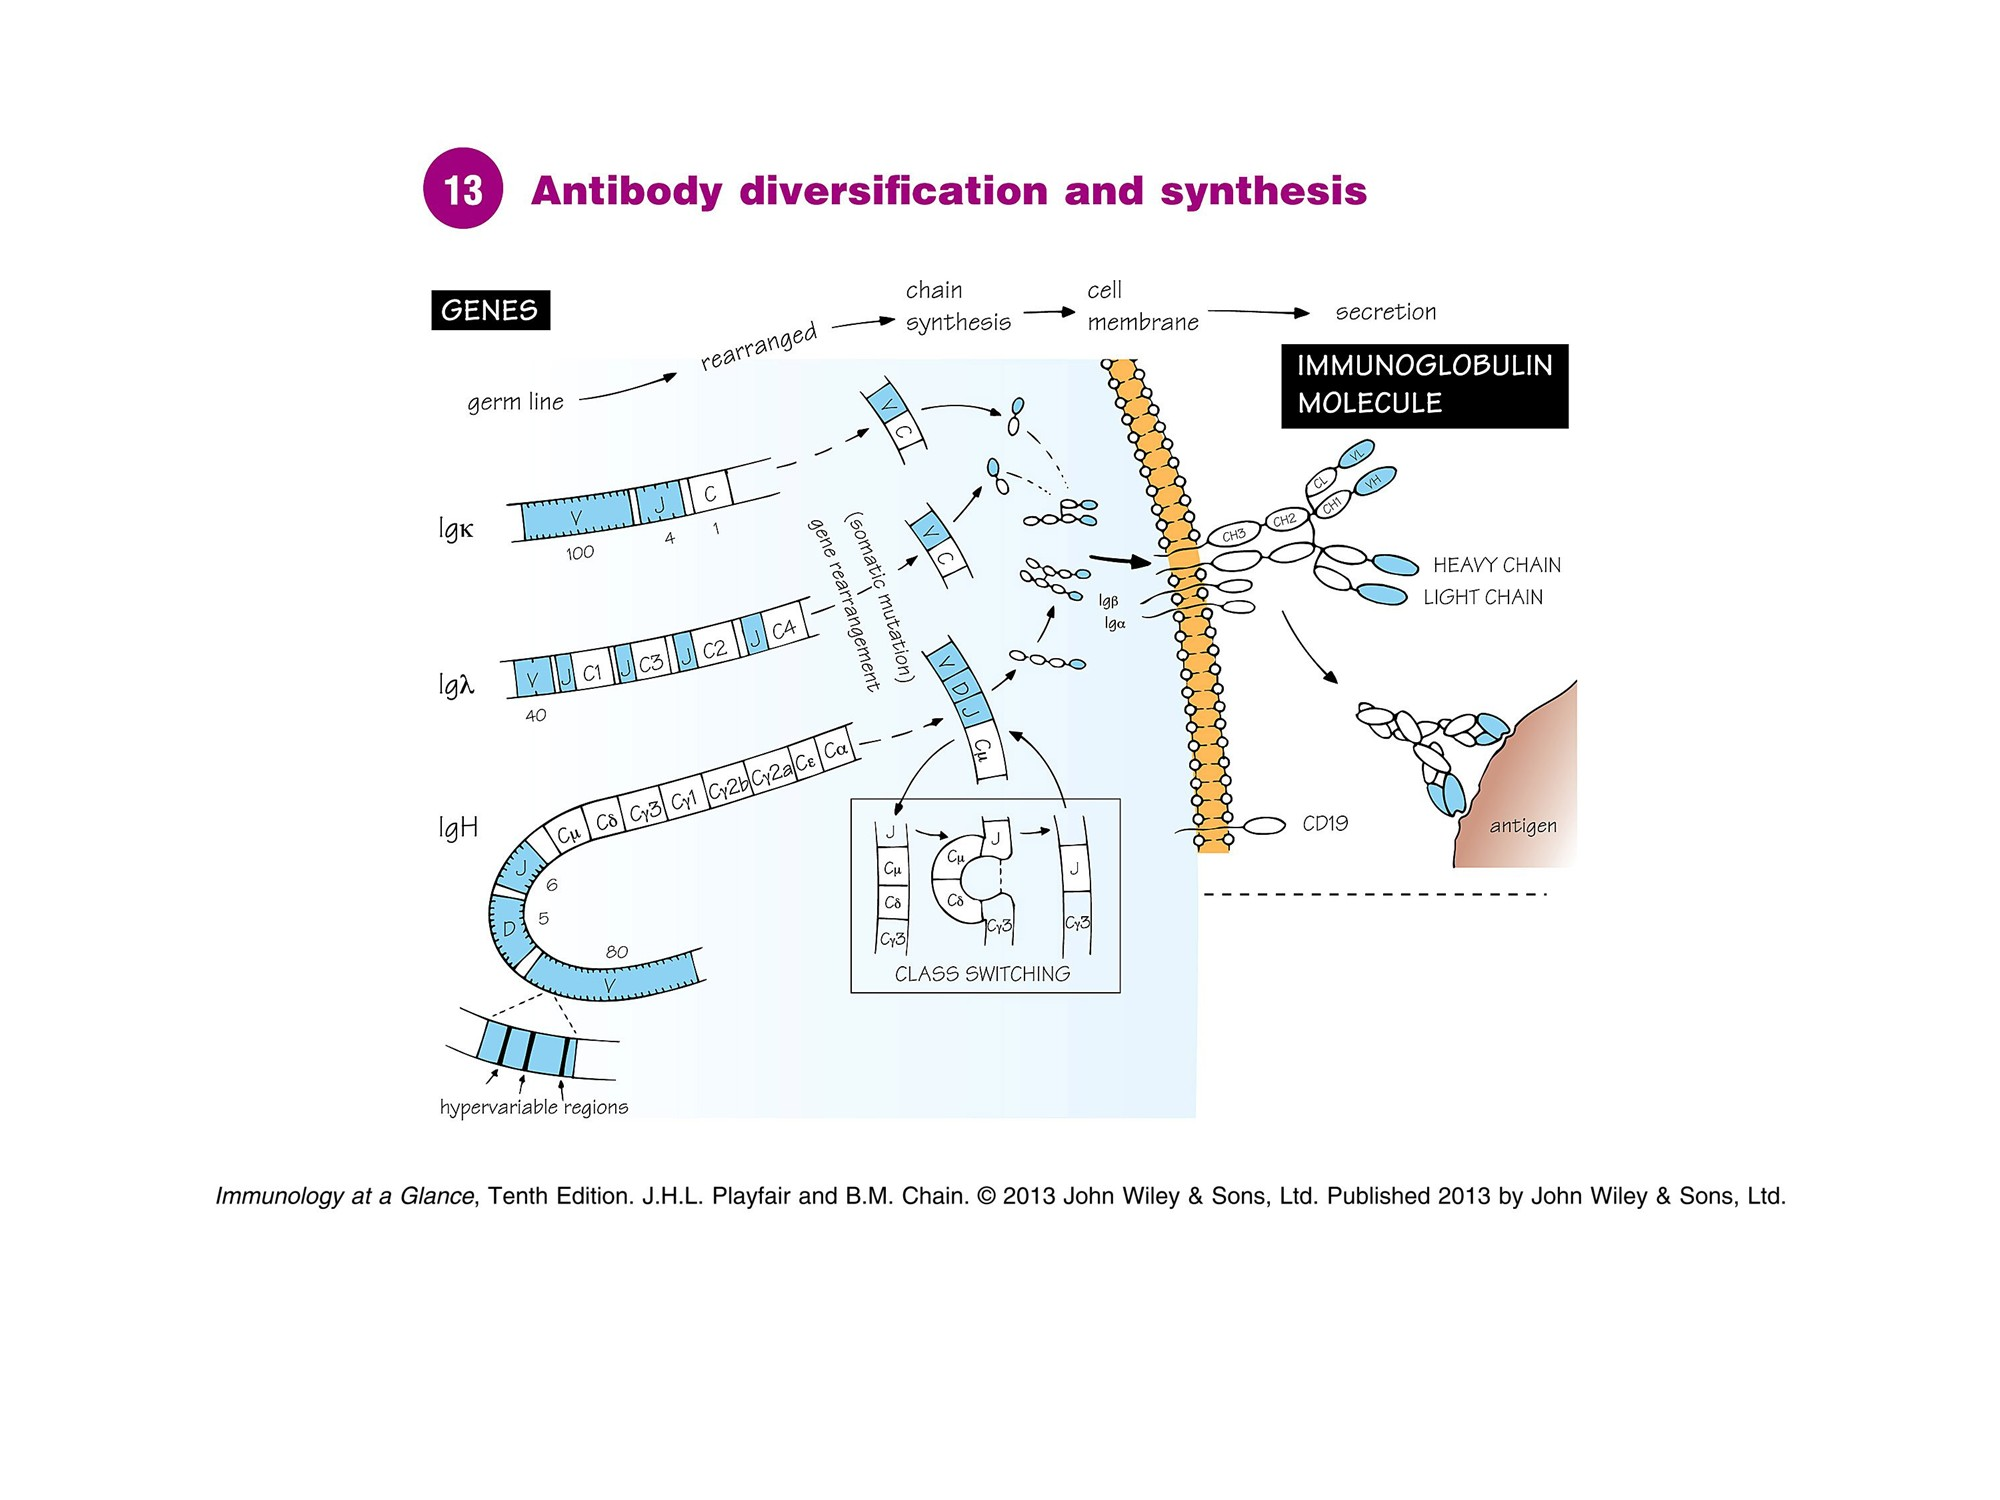 13 Antibody diversification and synthesis
GENES
germ line
rearranged
chain
synthesis
cell
membrane
secretion
IMMUNOGLOBULIN
MOLECULE
V
C
VL
CL
VH
CH1
CH2
CH3
Igκ
V
J
C
100
4
1
V
C
gene rearrangement
(somatic mutation)
HEAVY CHAIN
LIGHT CHAIN
Igβ
Igα
Igλ
V J C1 J C3 J C2 J C4
40
V
D
J
Cμ
IgH
Cμ Cδ Cγ3 Cγ1 Cγ2b Cγ2a Cε Cα
J
6
D
5
80
V
J
Cμ
Cδ
Cγ3
J
Cμ
Cδ
Cγ3
J
Cγ3
CLASS SWITCHING
CD19
antigen
hypervariable regions
Immunology at a Glance, Tenth Edition. J.H.L. Playfair and B.M. Chain. © 2013 John Wiley & Sons, Ltd. Published 2013 by John Wiley & Sons, Ltd.